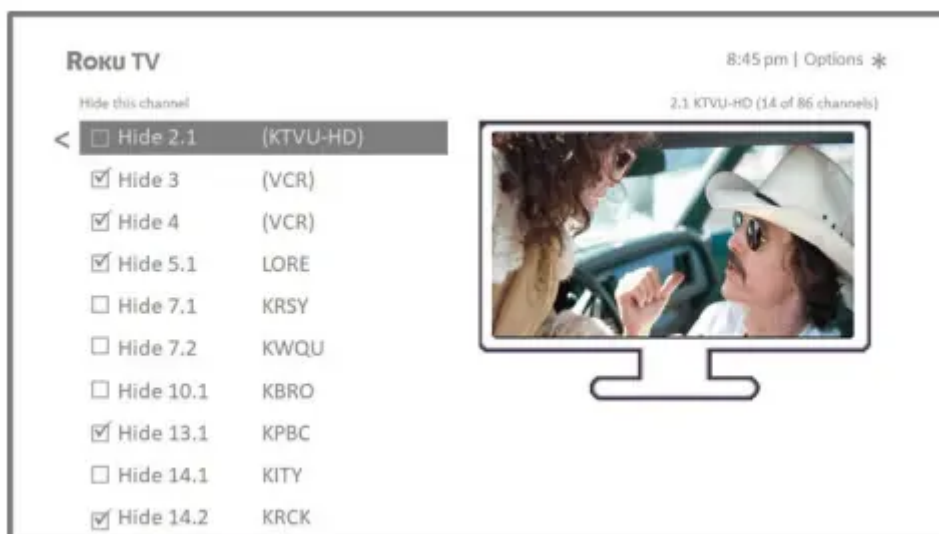 Roku TV
8:45 pm | Options *
Hide this channel
2.1 KTVU-HD (14 of 86 channels)
< Hide 2.1 (KTVU-HD)
Hide 3 (VCR)
Hide 4 (VCR)
Hide 5.1 LORE
Hide 7.1 KRSY
Hide 7.2 KWQU
Hide 10.1 KBRO
Hide 13.1 KPBC
Hide 14.1 KITY
Hide 14.2 KRCK